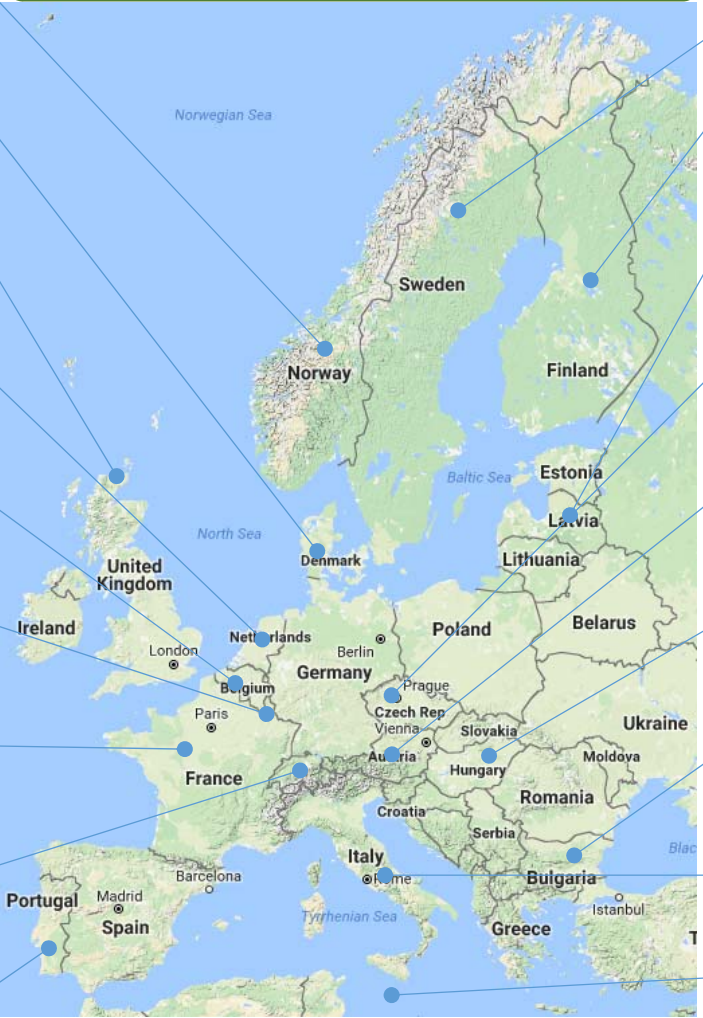 Norwegian Sea
Sweden
Norway
Finland
Estonia
Baltic Sea
Latvia
North Sea
Denmark
Lithuania
United
Kingdom
Belarus
Ireland
Netherlands
Poland
London
Berlin
Germany
Belgium
Prague
Paris
Czech Rep
Ukraine
Vienna
Slovakia
Austria
Moldova
Hungary
France
Romania
Croatia
Serbia
Blac
Italy
Barcelona
Rome
Bulgaria
Madrid
Portugal
Istanbul
Tyrrhenian Sea
Spain
Greece
T